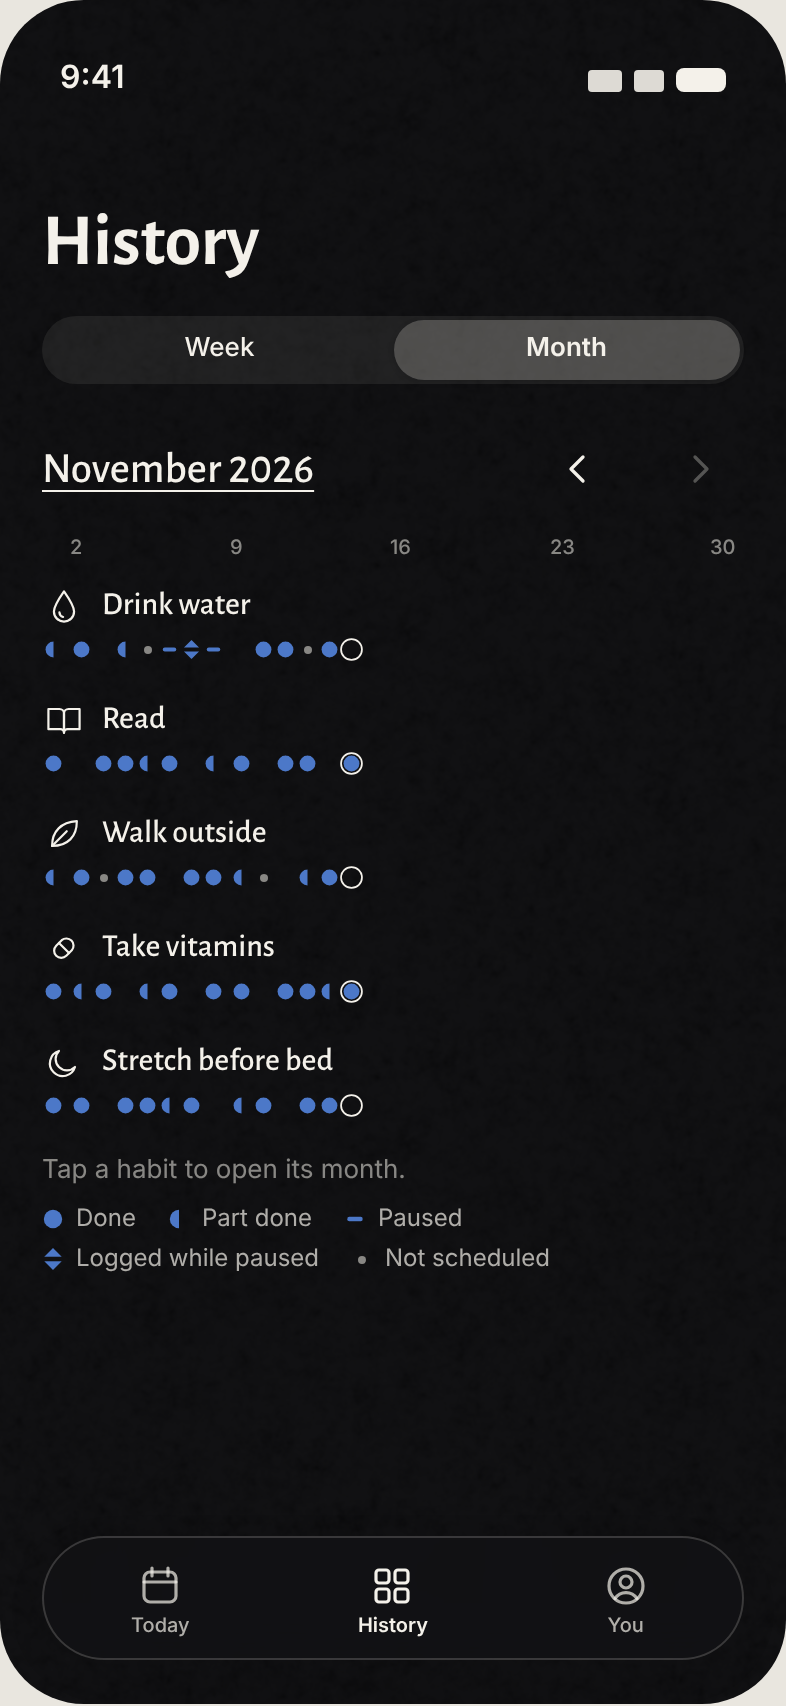 9:41
History
Week Month
November 2026
2 9 16 23 30
Drink water
Read
Walk outside
Take vitamins
Stretch before bed
Tap a habit to open its month.
Done Part done Paused
Logged while paused Not scheduled
Today History You